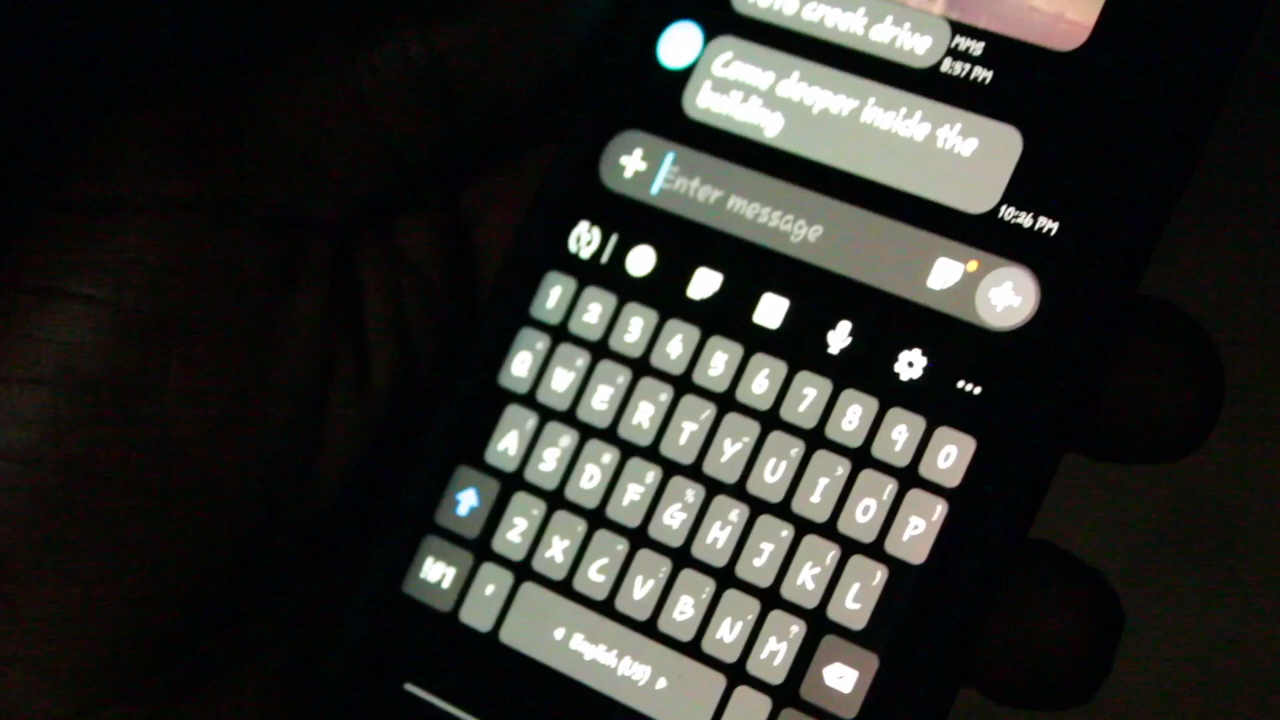 creek drive
MMS
8:57 PM
Come deeper inside the
building
10:26 PM
Enter message
1 2 3 4 5 6 7 8 9 0
Q W E R T Y U I O P
A S D F G H J K L
Z X C V B N M
!#1 ,
English (US)